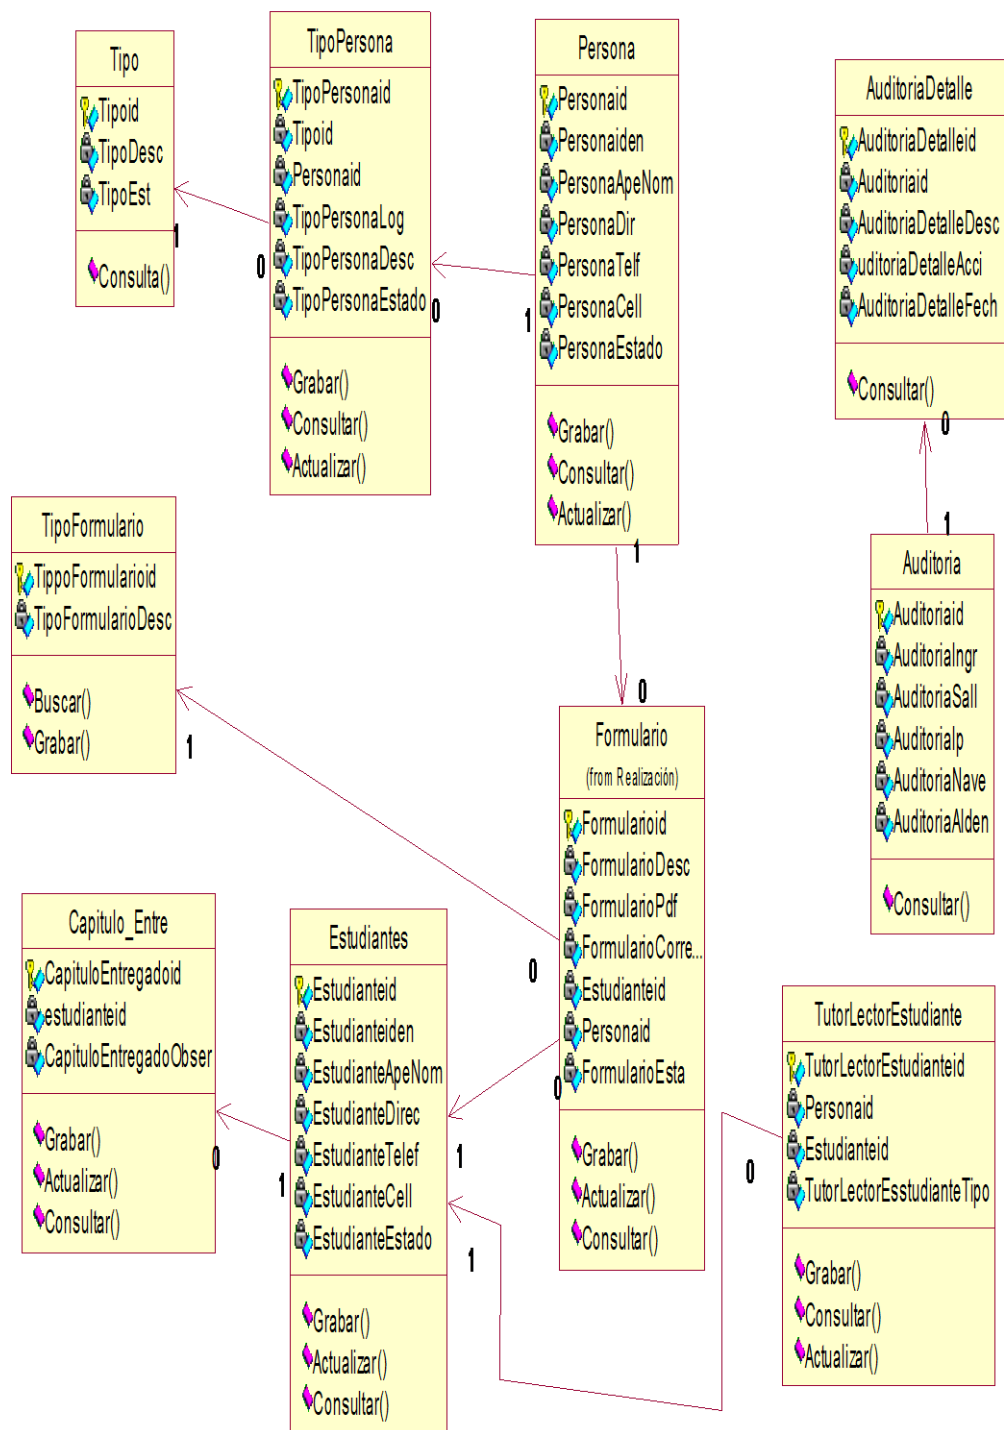 Tipo
Tipoid
TipoDesc
TipoEst
Consulta()
1
TipoPersona
TipoPersonaid
Tipoid
Personaid
TipoPersonaLog
TipoPersonaDesc
TipoPersonaEstado
Grabar()
Consultar()
Actualizar()
0
0
Persona
Personaid
Personaiden
PersonaApeNom
PersonaDir
PersonaTelf
PersonaCell
PersonaEstado
Grabar()
Consultar()
Actualizar()
1
1
AuditoriaDetalle
AuditoriaDetalleid
Auditoriaid
AuditoriaDetalleDesc
uditoriaDetalleAcci
AuditoriaDetalleFech
Consultar()
0
1
Auditoria
Auditoriaid
AuditoriaIngr
AuditoriaSall
AuditoriaIp
AuditoriaNave
AuditoriaAIden
Consultar()
TipoFormulario
TippoFormularioid
TipoFormularioDesc
Buscar()
Grabar()
1
0
Formulario
(from Realización)
Formularioid
FormularioDesc
FormularioPdf
FormularioCorre...
Estudianteid
Personaid
FormularioEsta
Grabar()
Actualizar()
Consultar()
0
0
Capitulo_Entre
CapituloEntregadoid
estudianteid
CapituloEntregadoObser
Grabar()
Actualizar()
Consultar()
0
1
Estudiantes
Estudianteid
Estudianteiden
EstudianteApeNom
EstudianteDirec
EstudianteTelef
EstudianteCell
EstudianteEstado
Grabar()
Actualizar()
Consultar()
1
1
TutorLectorEstudiante
TutorLectorEstudianteid
Personaid
Estudianteid
TutorLectorEsstudianteTipo
Grabar()
Consultar()
Actualizar()
0